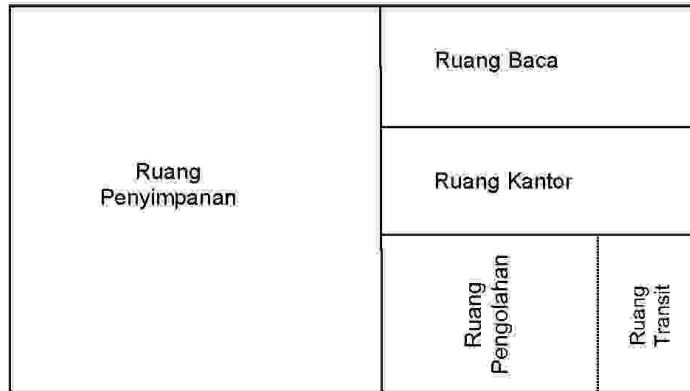 Ruang Baca
Ruang
Penyimpanan
Ruang Kantor
Ruang
Pengolahan
Ruang
Transit